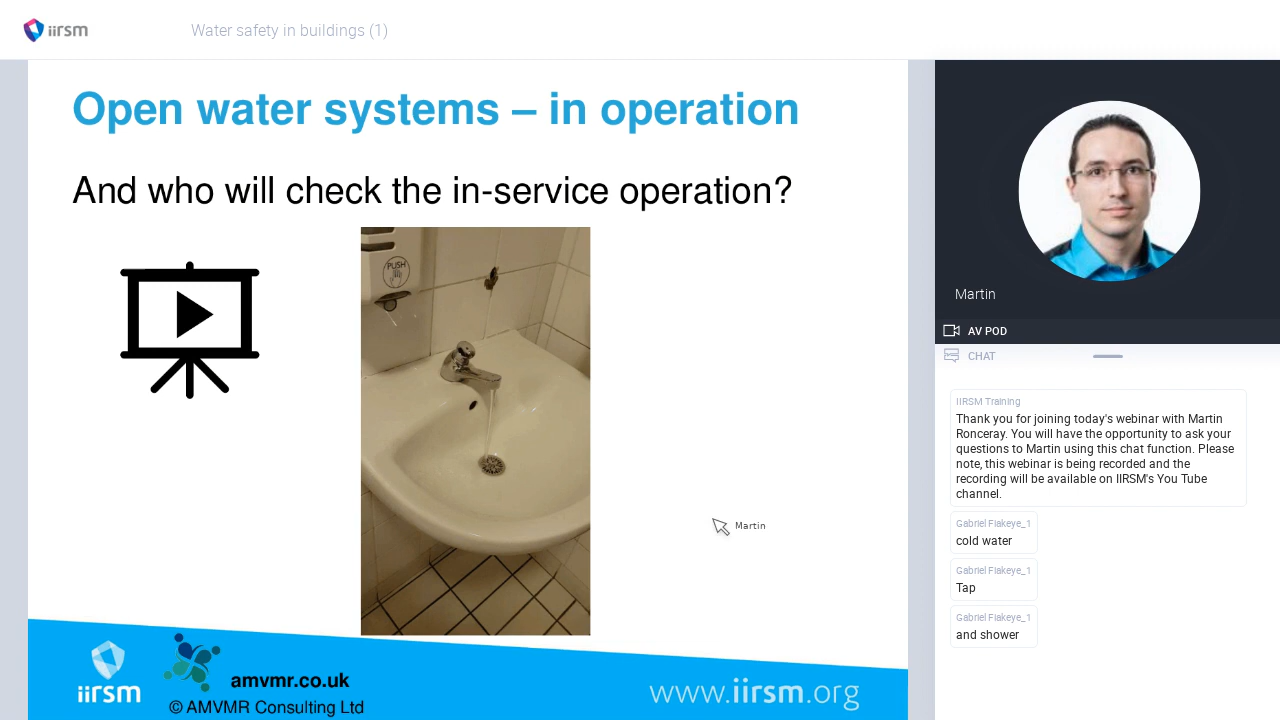 iirsm
Water safety in buildings (1)
Open water systems – in operation
And who will check the in-service operation?
PUSH
Martin
iirsm
amvmr.co.uk
© AMVMR Consulting Ltd
www.iirsm.org
Martin
AV POD
CHAT
IIRSM Training
Thank you for joining today's webinar with Martin
Ronceray. You will have the opportunity to ask your
questions to Martin using this chat function. Please
note, this webinar is being recorded and the
recording will be available on IIRSM's You Tube
channel.
Gabriel Fiakeye_1
cold water
Gabriel Fiakeye_1
Tap
Gabriel Fiakeye_1
and shower